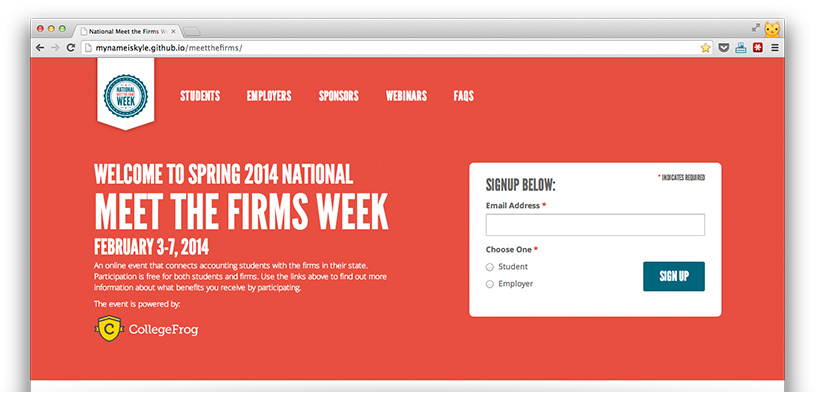 National Meet the Firms W
mynameiskyle.github.io/meetthefirms/
NATIONAL
MEET THE FIRMS
WEEK
STUDENTS EMPLOYERS SPONSORS WEBINARS FAQS
WELCOME TO SPRING 2014 NATIONAL
MEET THE FIRMS WEEK
FEBRUARY 3-7, 2014
An online event that connects accounting students with the firms in their state.
Participation is free for both students and firms. Use the links above to find out more
information about what benefits you receive by participating.
The event is powered by:
C CollegeFrog
* INDICATES REQUIRED
SIGNUP BELOW:
Email Address *
Choose One *
Student
Employer
SIGN UP